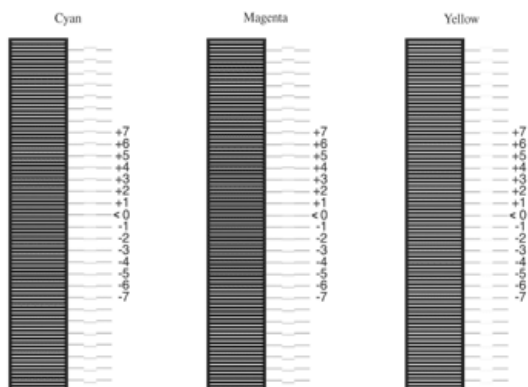 Cyan Magenta Yellow
+7 +7 +7
+6 +6 +6
+5 +5 +5
+4 +4 +4
+3 +3 +3
+2 +2 +2
+1 +1 +1
<0 <0 <0
-1 -1 -1
-2 -2 -2
-3 -3 -3
-4 -4 -4
-5 -5 -5
-6 -6 -6
-7 -7 -7